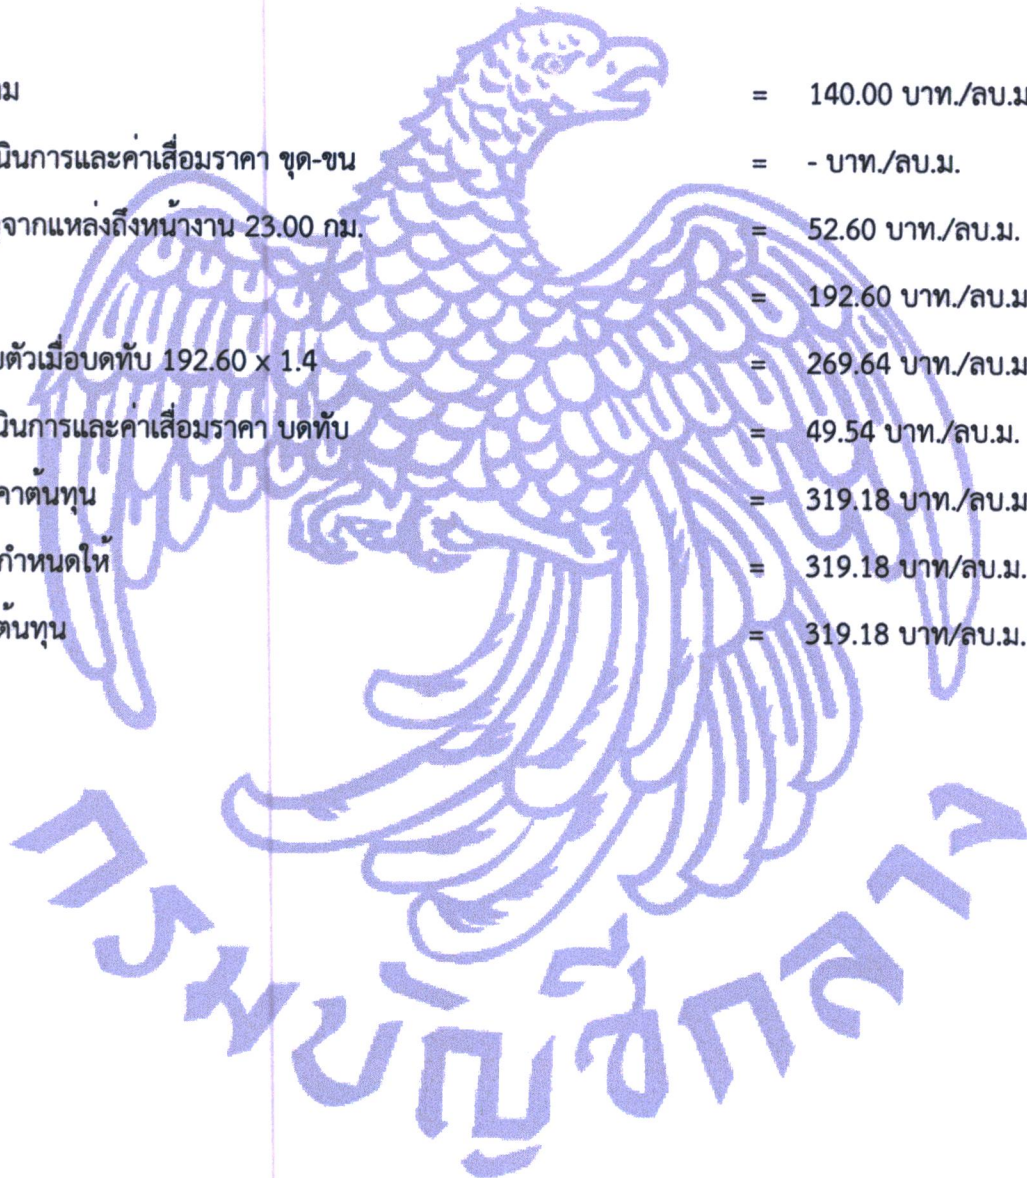 = 140.00 บาท./ลบ.ม
นินการและค่าเสื่อมราคา ขุด-ขน = - บาท./ลบ.ม.
จากแหล่งถึงหน้างาน 23.00 กม. = 52.60 บาท./ลบ.ม.
= 192.60 บาท./ลบ.ม
ตัวเมื่อบดทับ 192.60 x 1.4 = 269.64 บาท./ลบ.ม
นินการและค่าเสื่อมราคา บดทับ = 49.54 บาท./ลบ.ม.
คาต้นทุน = 319.18 บาท./ลบ.ม
กำหนดให้ = 319.18 บาท/ลบ.ม.
ต้นทุน = 319.18 บาท/ลบ.ม.
กรมบัญชีกลาง